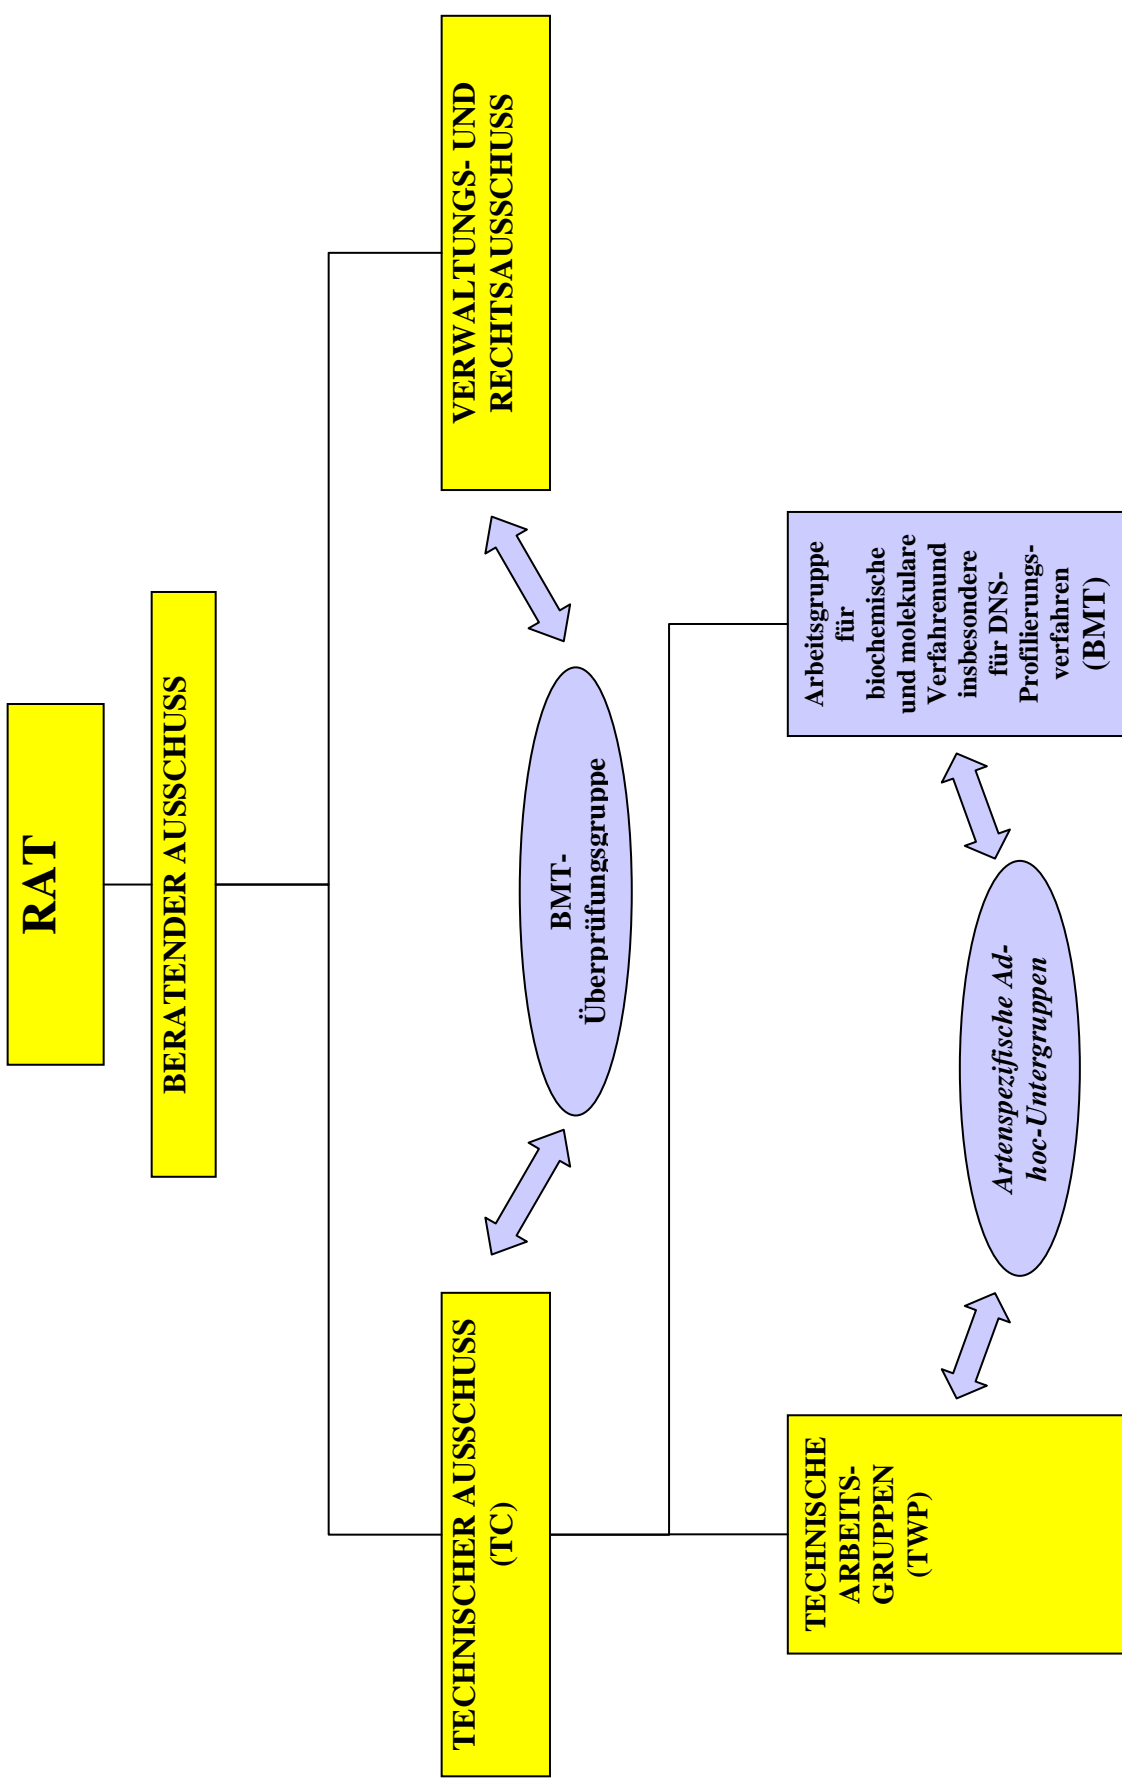 RAT
BERATENDER AUSSCHUSS
TECHNISCHER AUSSCHUSS
(TC)
VERWALTUNGS- UND
RECHTSAUSSCHUSS
BMT-
Überprüfungsgruppe
TECHNISCHE
ARBEITS-
GRUPPEN
(TWP)
Arbeitsgruppe
für
biochemische
und molekulare
Verfahrenund
insbesondere
für DNS-
Profilierungs-
verfahren
(BMT)
Artenspezifische Ad-
hoc-Untergruppen